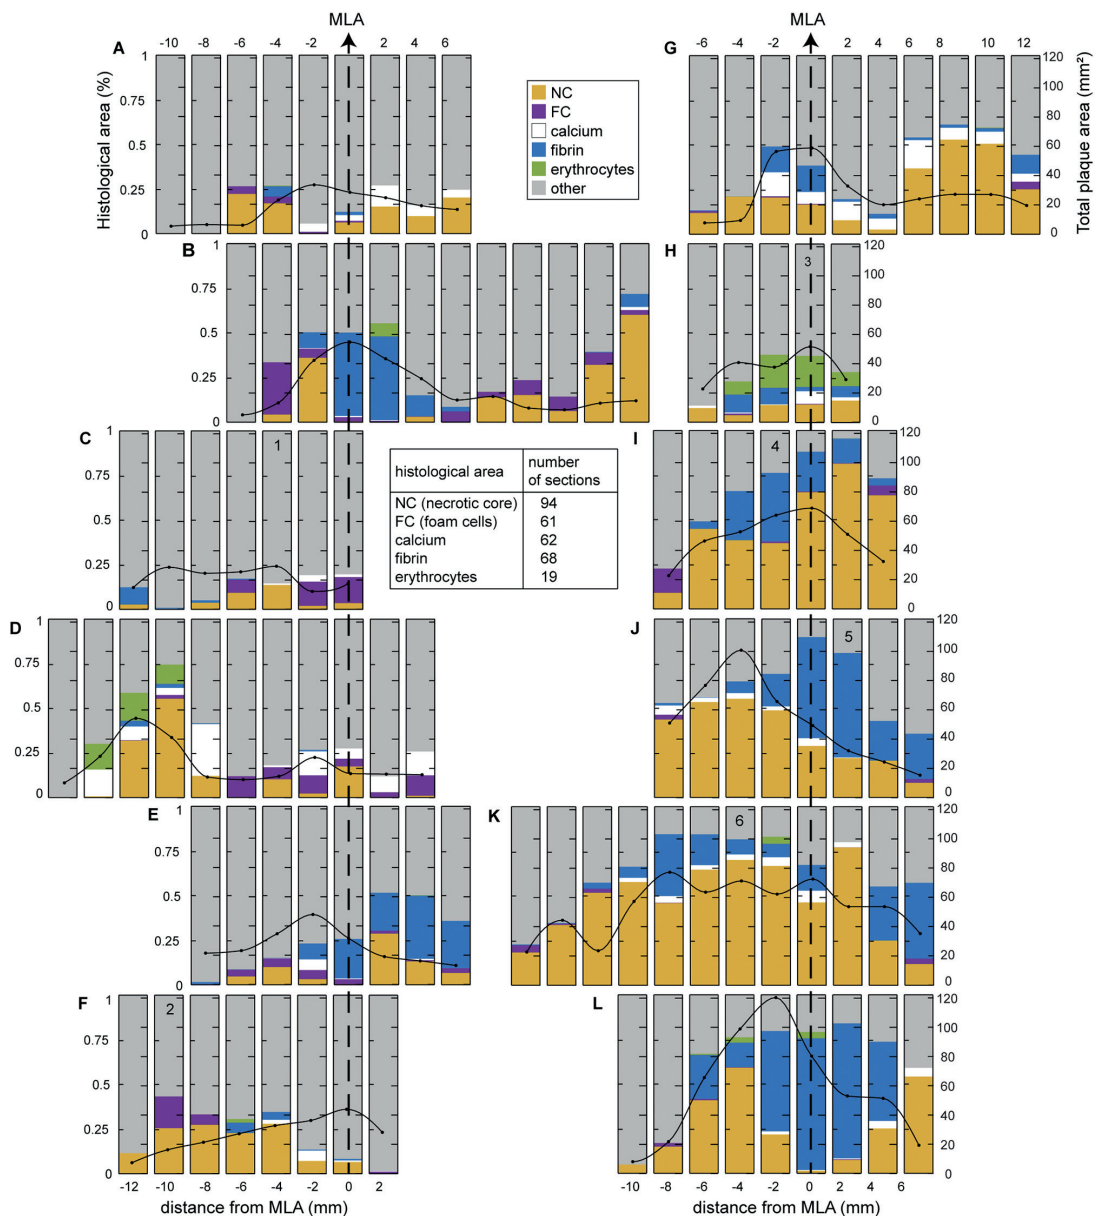 MLA
MLA
A
-10 -8 -6 -4 -2 0 2 4 6
G
-6 -4 -2 0 2 4 6 8 10 12
Histological area (%)
1
0.75
0.5
0.25
0
NC
FC
calcium
fibrin
erythrocytes
other
120
100
80
60
40
20
0
Total plaque area (mm²)
B
1
0.75
0.5
0.25
0
H
3
120
100
80
60
40
20
0
C
1
1
0.75
0.5
0.25
0
histological area number of sections
NC (necrotic core) 94
FC (foam cells) 61
calcium 62
fibrin 68
erythrocytes 19
I
4
120
100
80
60
40
20
0
D
1
0.75
0.5
0.25
0
J
5
120
100
80
60
40
20
0
E
1
0.75
0.5
0.25
0
K
6
120
100
80
60
40
20
0
F
2
1
0.75
0.5
0.25
0
L
120
100
80
60
40
20
0
-12 -10 -8 -6 -4 -2 0 2
-10 -8 -6 -4 -2 0 2 4 6
distance from MLA (mm)
distance from MLA (mm)